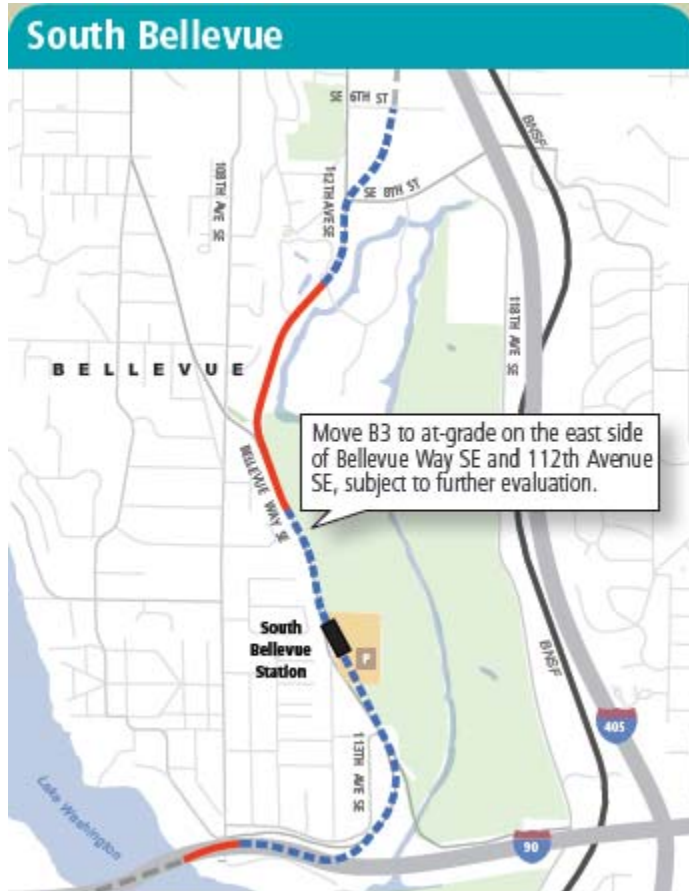 South Bellevue
SE 6TH ST
BNSF
112TH AVE SE
108TH AVE SE
SE 8TH ST
118TH AVE SE
BELLEVUE
Move B3 to at-grade on the east side
of Bellevue Way SE and 112th Avenue
SE, subject to further evaluation.
BELLEVUE WAY SE
South
Bellevue
Station
P
BNSF
113TH AVE SE
405
Lake Washington
90